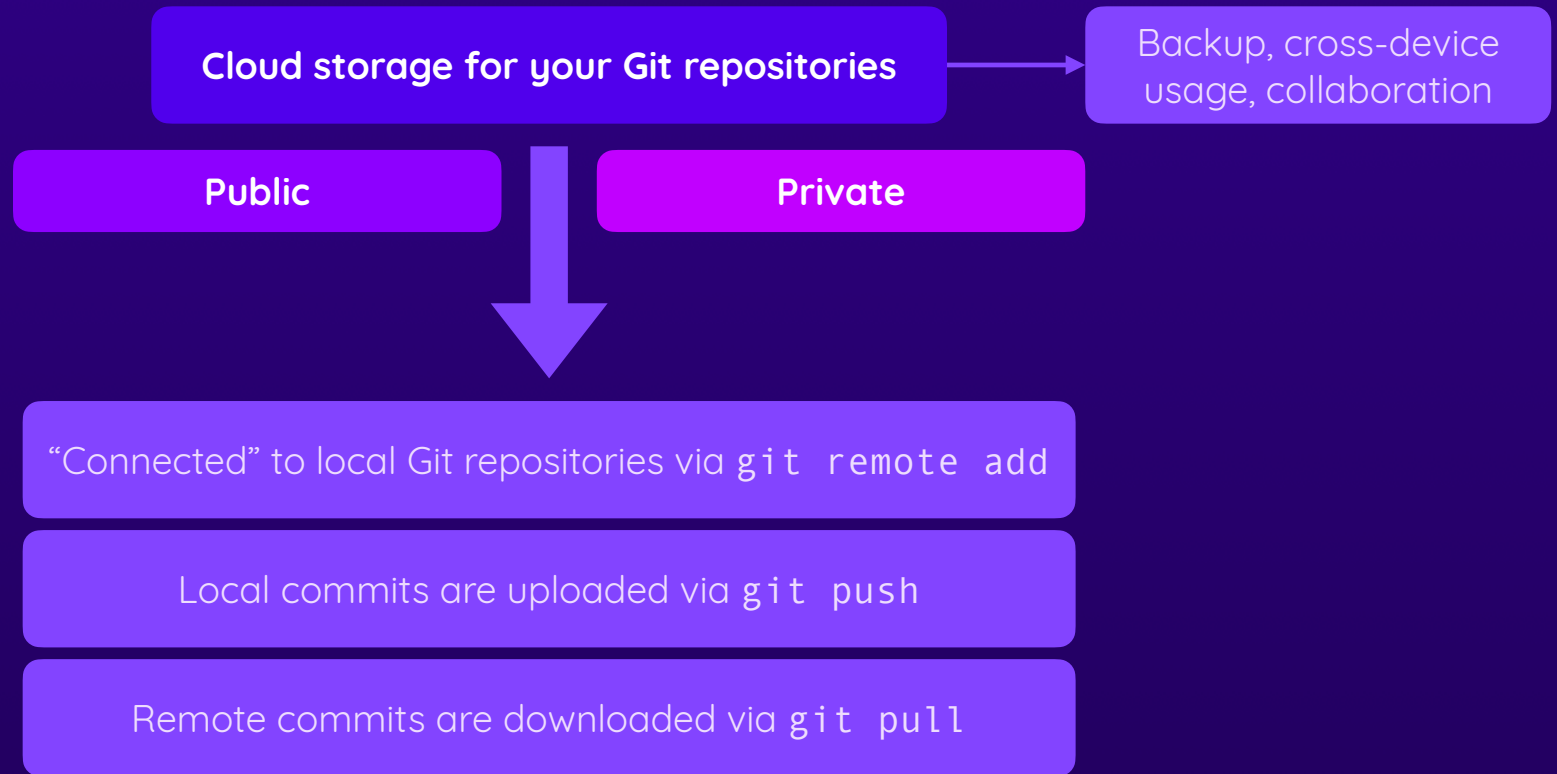 Cloud storage for your Git repositories
Backup, cross-device
usage, collaboration
Public
Private
“Connected” to local Git repositories via git remote add
Local commits are uploaded via git push
Remote commits are downloaded via git pull